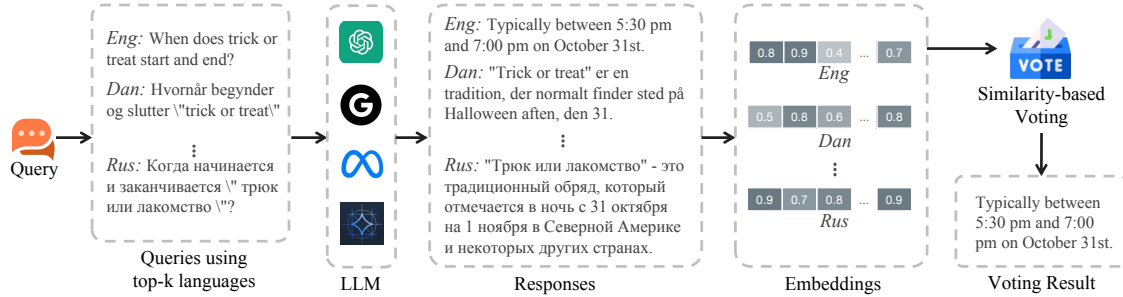 Query
Eng: When does trick or
treat start and end?
Dan: Hvornår begynder
og slutter \"trick or treat\"
⋮
Rus: Когда начинается
и заканчивается \" трюк
или лакомство \"?
Queries using
top-k languages
LLM
Eng: Typically between 5:30 pm
and 7:00 pm on October 31st.
Dan: "Trick or treat" er en
tradition, der normalt finder sted på
Halloween aften, den 31.
⋮
Rus: "Трюк или лакомство" - это
традиционный обряд, который
отмечается в ночь с 31 октября
на 1 ноября в Северной Америке
и некоторых других странах.
Responses
0.8 0.9 0.4 ... 0.7
Eng
0.5 0.8 0.6 ... 0.8
Dan
⋮
0.9 0.7 0.8 ... 0.9
Rus
Embeddings
VOTE
Similarity-based
Voting
Typically between
5:30 pm and 7:00
pm on October 31st.
Voting Result